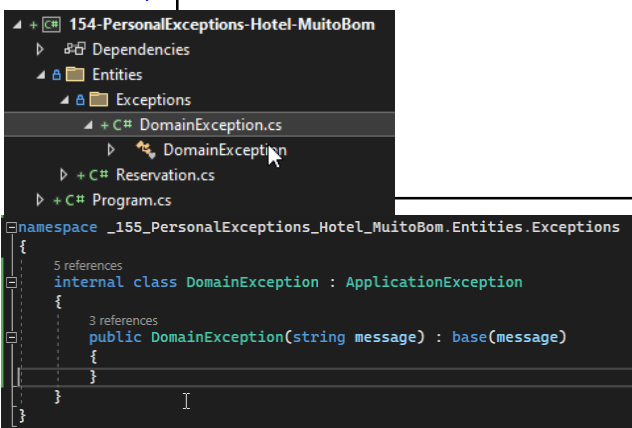 154-PersonalExceptions-Hotel-MuitoBom
Dependencies
Entities
Exceptions
C# DomainException.cs
DomainException
C# Reservation.cs
C# Program.cs
namespace _155_PersonalExceptions_Hotel_MuitoBom.Entities.Exceptions
{
5 references
internal class DomainException : ApplicationException
{
3 references
public DomainException(string message) : base(message)
{
}
}
}